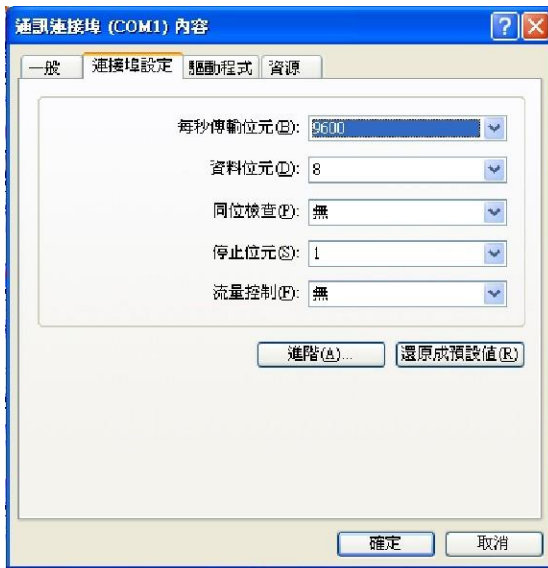 通訊連接埠 (COM1) 內容
一般 連接埠設定 驅動程式 資源
每秒傳輸位元(B): 9600
資料位元(D): 8
同位檢查(P): 無
停止位元(S): 1
流量控制(F): 無
進階(A)... 還原成預設值(R)
確定 取消